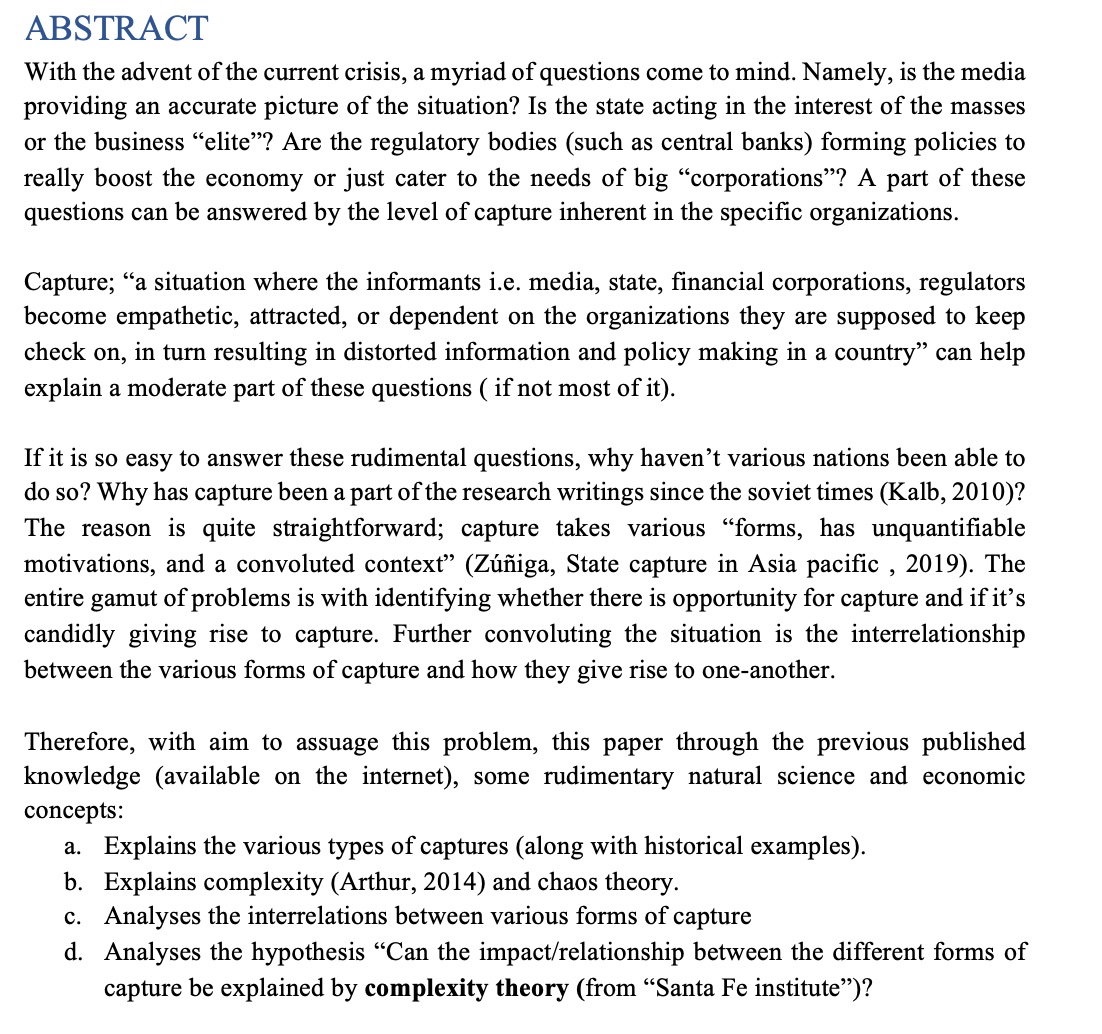 ABSTRACT
With the advent of the current crisis, a myriad of questions come to mind. Namely, is the media
providing an accurate picture of the situation? Is the state acting in the interest of the masses
or the business “elite”? Are the regulatory bodies (such as central banks) forming policies to
really boost the economy or just cater to the needs of big “corporations”? A part of these
questions can be answered by the level of capture inherent in the specific organizations.
Capture; “a situation where the informants i.e. media, state, financial corporations, regulators
become empathetic, attracted, or dependent on the organizations they are supposed to keep
check on, in turn resulting in distorted information and policy making in a country” can help
explain a moderate part of these questions ( if not most of it).
If it is so easy to answer these rudimental questions, why haven’t various nations been able to
do so? Why has capture been a part of the research writings since the soviet times (Kalb, 2010)?
The reason is quite straightforward; capture takes various “forms, has unquantifiable
motivations, and a convoluted context” (Zúñiga, State capture in Asia pacific , 2019). The
entire gamut of problems is with identifying whether there is opportunity for capture and if it’s
candidly giving rise to capture. Further convoluting the situation is the interrelationship
between the various forms of capture and how they give rise to one-another.
Therefore, with aim to assuage this problem, this paper through the previous published
knowledge (available on the internet), some rudimentary natural science and economic
concepts:
a. Explains the various types of captures (along with historical examples).
b. Explains complexity (Arthur, 2014) and chaos theory.
c. Analyses the interrelations between various forms of capture
d. Analyses the hypothesis “Can the impact/relationship between the different forms of
capture be explained by complexity theory (from “Santa Fe institute”)?